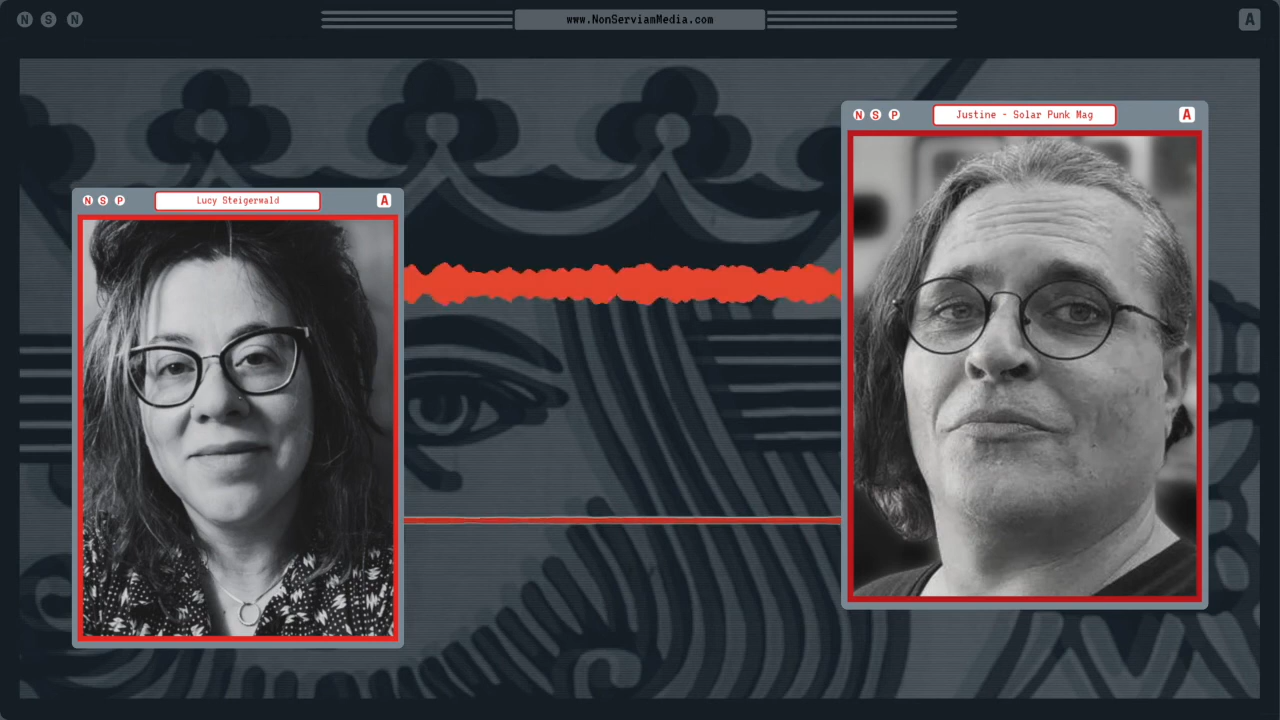 N S N
www.NonServiamMedia.com
A
N S P
Justine - Solar Punk Mag
A
N S P
Lucy Steigerwald
A